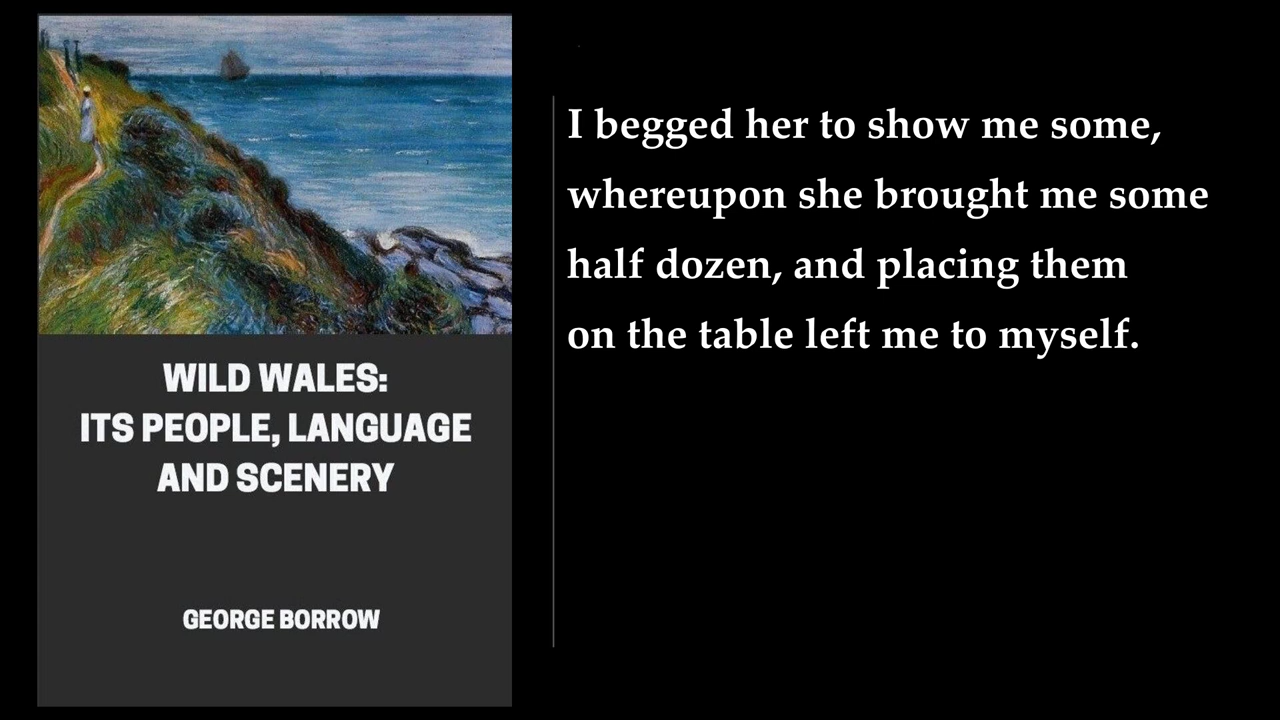 WILD WALES:
ITS PEOPLE, LANGUAGE
AND SCENERY
GEORGE BORROW
I begged her to show me some,
whereupon she brought me some
half dozen, and placing them
on the table left me to myself.